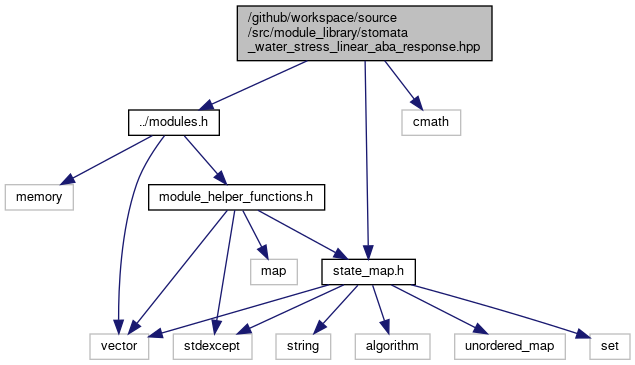 /github/workspace/source
/src/module_library/stomata
_water_stress_linear_aba_response.hpp
../modules.h
cmath
memory
module_helper_functions.h
map
state_map.h
vector
stdexcept
string
algorithm
unordered_map
set